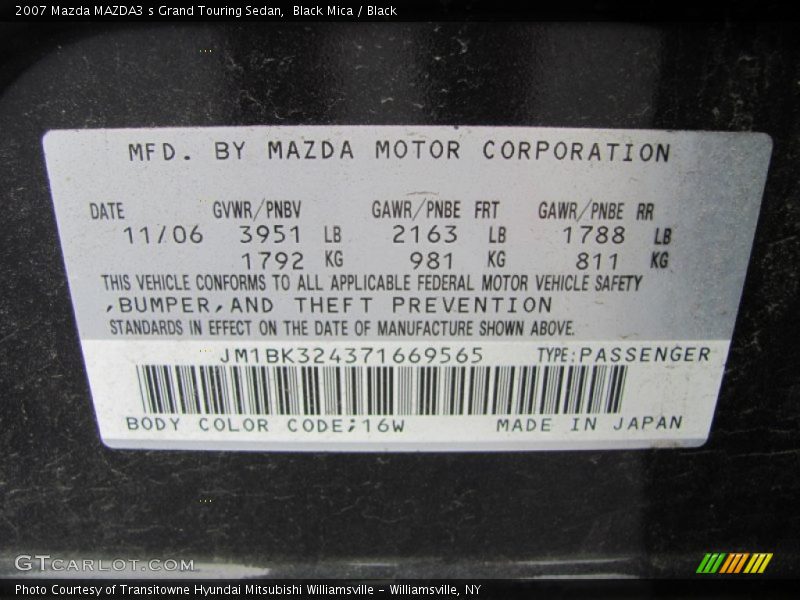 2007 Mazda MAZDA3 s Grand Touring Sedan,  Black Mica / Black
MFD. BY MAZDA MOTOR CORPORATION
DATE GVWR/PNBV GAWR/PNBE FRT GAWR/PNBE RR
11/06 3951 LB 2163 LB 1788 LB
1792 KG 981 KG 811 KG
THIS VEHICLE CONFORMS TO ALL APPLICABLE FEDERAL MOTOR VEHICLE SAFETY
,BUMPER,AND THEFT PREVENTION
STANDARDS IN EFFECT ON THE DATE OF MANUFACTURE SHOWN ABOVE.
JM1BK324371669565 TYPE:PASSENGER
BODY COLOR CODE;16W MADE IN JAPAN
GTCARLOT.COM
Photo Courtesy of Transitowne Hyundai Mitsubishi Williamsville - Williamsville, NY